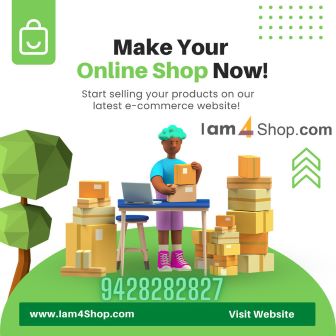 Make Your
Online Shop Now!
Start selling your products on our
latest e-commerce website!
Iam4Shop.com
9428282827
www.Iam4Shop.com
Visit Website